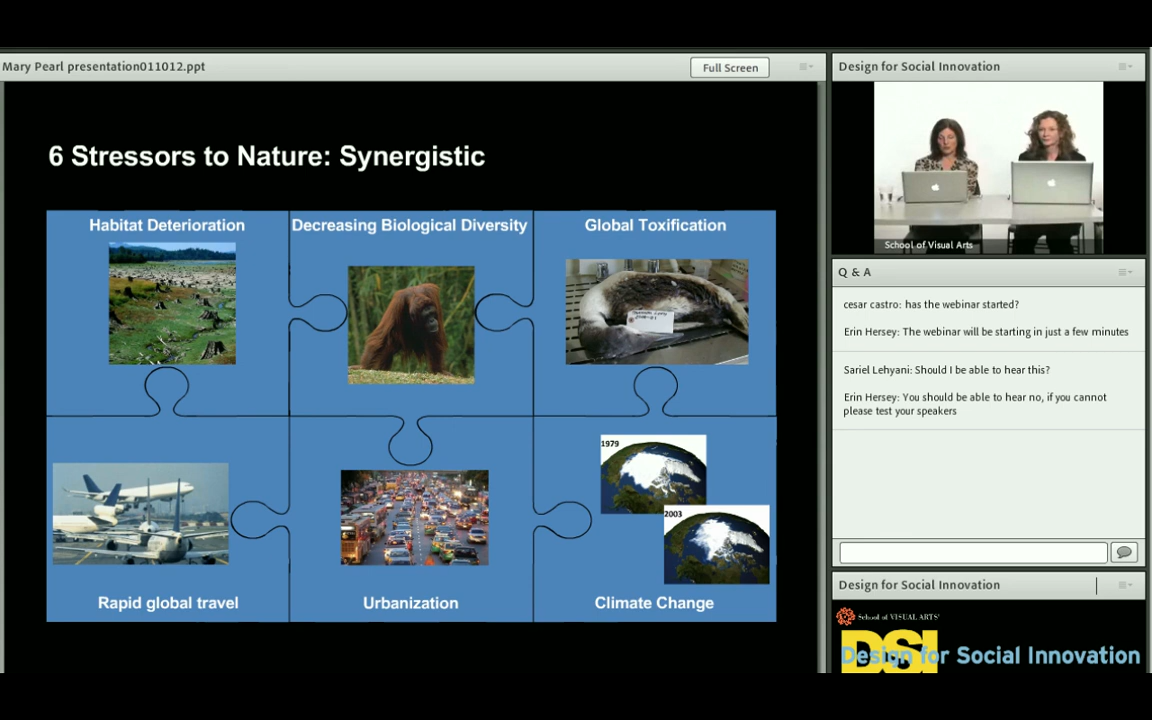 Mary Pearl presentation011012.ppt
Full Screen
6 Stressors to Nature: Synergistic
Habitat Deterioration
Decreasing Biological Diversity
Global Toxification
1979
2003
Rapid global travel
Urbanization
Climate Change
Design for Social Innovation
School of Visual Arts
Q & A
cesar castro: has the webinar started?
Erin Hersey: The webinar will be starting in just a few minutes
Sariel Lehyani: Should I be able to hear this?
Erin Hersey: You should be able to hear no, if you cannot
please test your speakers
Design for Social Innovation
School of VISUAL ARTS
DSI
Design for Social Innovation